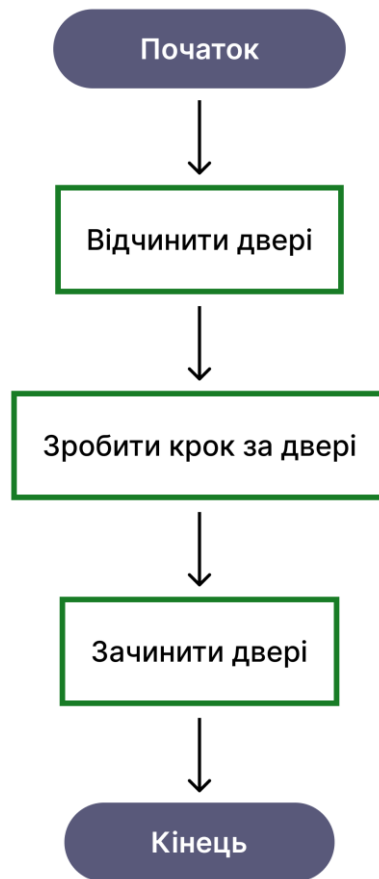 Початок
Відчинити двері
Зробити крок за двері
Зачинити двері
Кінець